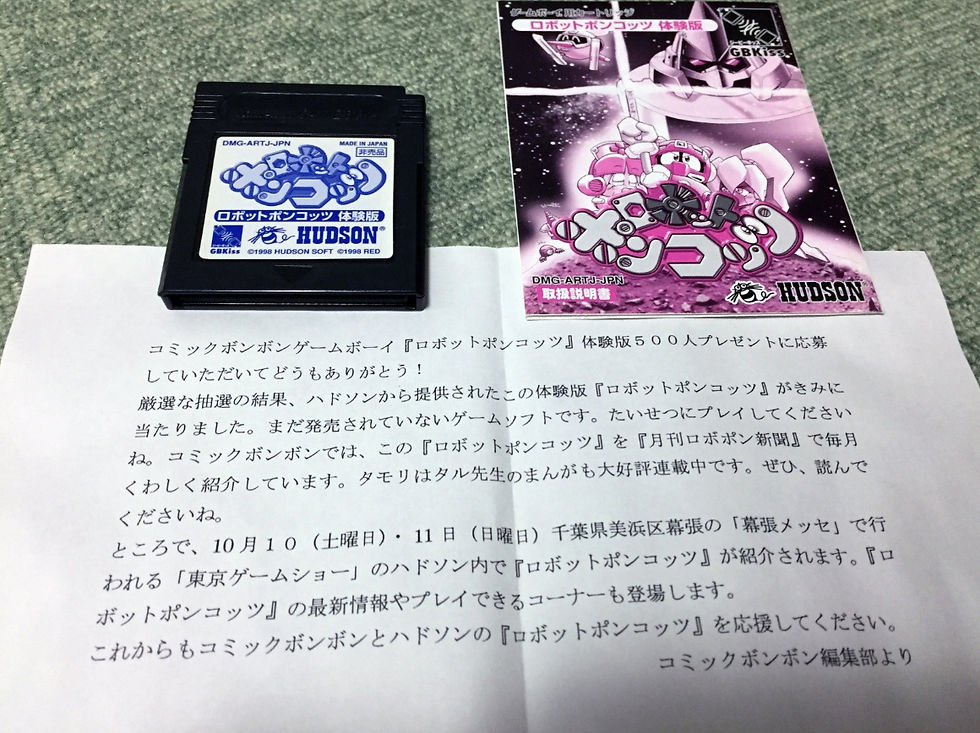 DMG-ARTJ-JPN
MADE IN JAPAN
非売品
ロボットポンコッツ
ロボットポンコッツ 体験版
GBKiss
HUDSON®
©1998 HUDSON SOFT ©1998 RED
ゲームボーイ用カートリッジ
ロボットポンコッツ 体験版
GBKiss
ロボットポンコッツ
DMG-ARTJ-JPN
取扱説明書
HUDSON
コミックボンボンゲームボーイ『ロボットポンコッツ』体験版５００人プレゼントに応募
していただいてどうもありがとう！
厳選な抽選の結果、ハドソンから提供されたこの体験版『ロボットポンコッツ』がきみに
当たりました。まだ発売されていないゲームソフトです。たいせつにプレイしてください
ね。コミックボンボンでは、この『ロボットポンコッツ』を『月刊ロボポン新聞』で毎月
くわしく紹介しています。タモリはタル先生のまんがも大好評連載中です。ぜひ、読んで
くださいね。
ところで、10月１０（土曜日）・11日（日曜日）千葉県美浜区幕張の「幕張メッセ」で行
われる「東京ゲームショー」のハドソン内で『ロボットポンコッツ』が紹介されます。『ロ
ボットポンコッツ』の最新情報やプレイできるコーナーも登場します。
これからもコミックボンボンとハドソンの『ロボットポンコッツ』を応援してください。
コミックボンボン編集部より